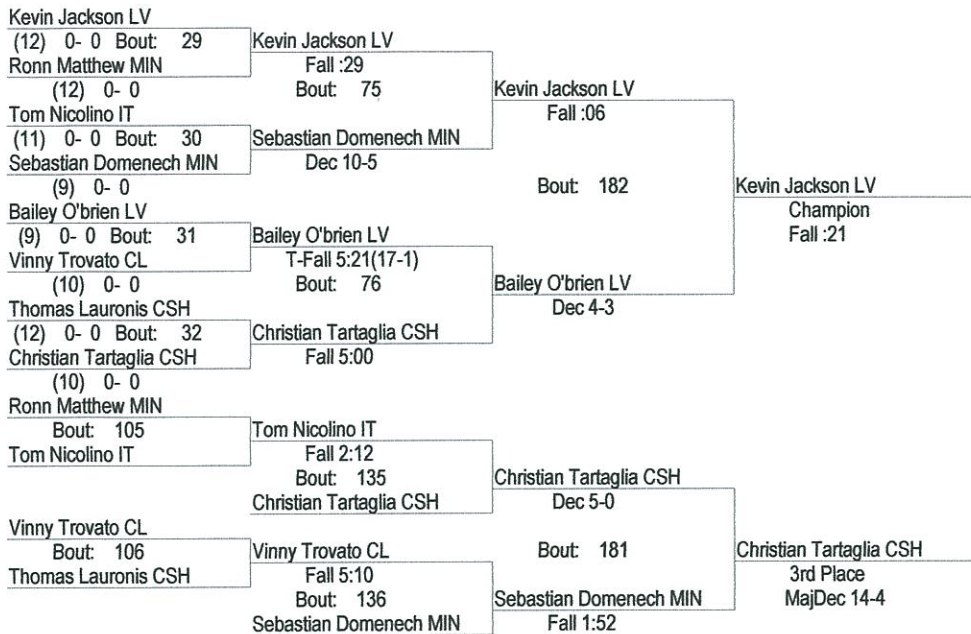 Kevin Jackson LV
(12) 0- 0 Bout: 29 Kevin Jackson LV
Ronn Matthew MIN Fall :29
(12) 0- 0 Bout: 75 Kevin Jackson LV
Tom Nicolino IT Fall :06
(11) 0- 0 Bout: 30 Sebastian Domenech MIN
Sebastian Domenech MIN Dec 10-5
(9) 0- 0 Bout: 182 Kevin Jackson LV
Bailey O'brien LV Champion
(9) 0- 0 Bout: 31 Bailey O'brien LV Fall :21
Vinny Trovato CL T-Fall 5:21(17-1)
(10) 0- 0 Bout: 76 Bailey O'brien LV
Thomas Lauronis CSH Dec 4-3
(12) 0- 0 Bout: 32 Christian Tartaglia CSH
Christian Tartaglia CSH Fall 5:00
(10) 0- 0
Ronn Matthew MIN
Bout: 105 Tom Nicolino IT
Tom Nicolino IT Fall 2:12
Bout: 135 Christian Tartaglia CSH
Christian Tartaglia CSH Dec 5-0
Vinny Trovato CL
Bout: 106 Vinny Trovato CL Bout: 181 Christian Tartaglia CSH
Thomas Lauronis CSH Fall 5:10 3rd Place
Bout: 136 Sebastian Domenech MIN MajDec 14-4
Sebastian Domenech MIN Fall 1:52